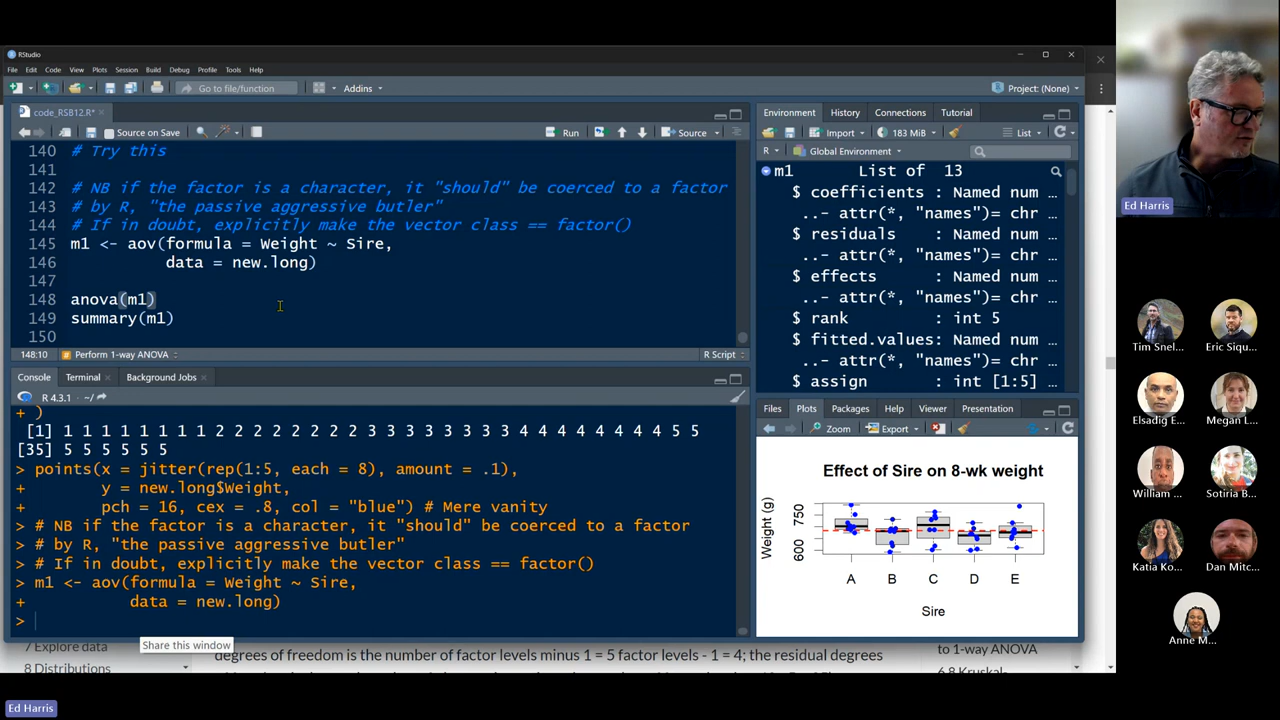 RStudio
File Edit Code View Plots Session Build Debug Profile Tools Help
Go to file/function
Addins
Project: (None)
code_RSB12.R*
Source on Save
Run
Source
140 # Try this
141
142 # NB if the factor is a character, it "should" be coerced to a factor
143 # by R, "the passive aggressive butler"
144 # If in doubt, explicitly make the vector class == factor()
145 m1 <- aov(formula = Weight ~ Sire,
146 data = new.long)
147
148 anova(m1)
149 summary(m1)
150
148:10 # Perform 1-way ANOVA R Script
Console Terminal Background Jobs
R 4.3.1 · ~/
+ )
[1] 1 1 1 1 1 1 1 1 2 2 2 2 2 2 2 2 3 3 3 3 3 3 3 3 4 4 4 4 4 4 4 4 5 5
[35] 5 5 5 5 5 5
> points(x = jitter(rep(1:5, each = 8), amount = .1),
+ y = new.long$Weight,
+ pch = 16, cex = .8, col = "blue") # Mere vanity
> # NB if the factor is a character, it "should" be coerced to a factor
> # by R, "the passive aggressive butler"
> # If in doubt, explicitly make the vector class == factor()
> m1 <- aov(formula = Weight ~ Sire,
+ data = new.long)
>
Share this window
Environment History Connections Tutorial
Import 183 MiB List
R Global Environment
m1 List of 13
$ coefficients : Named num ...
..- attr(*, "names")= chr ...
$ residuals : Named num ...
..- attr(*, "names")= chr ...
$ effects : Named num ...
..- attr(*, "names")= chr ...
$ rank : int 5
$ fitted.values: Named num ...
..- attr(*, "names")= chr ...
$ assign : int [1:5] ...
Files Plots Packages Help Viewer Presentation
Zoom Export
Effect of Sire on 8-wk weight
Weight (g)
750
600
A B C D E
Sire
7 Explore data
8 Distributions
degrees of freedom is the number of factor levels minus 1 = 5 factor levels - 1 = 4; the residual degrees
to 1-way ANOVA
Ed Harris
Tim Snel...
Eric Siqu...
Elsadig E...
Megan L...
William ...
Sotiria B...
Katia Ko...
Dan Mitc...
Anne M...
Ed Harris